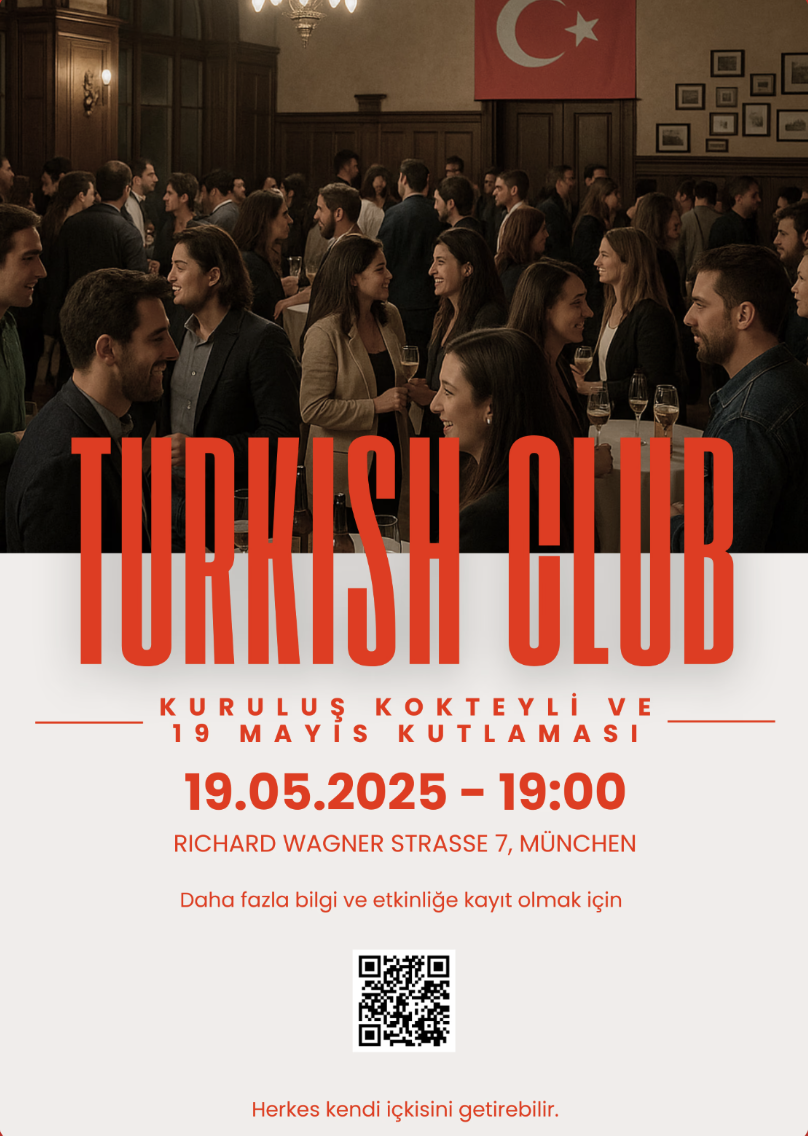 TURKISH CLUB
KURULUŞ KOKTEYLİ VE
19 MAYIS KUTLAMASI
19.05.2025 - 19:00
RICHARD WAGNER STRASSE 7, MÜNCHEN
Daha fazla bilgi ve etkinliğe kayıt olmak için
Herkes kendi içkisini getirebilir.